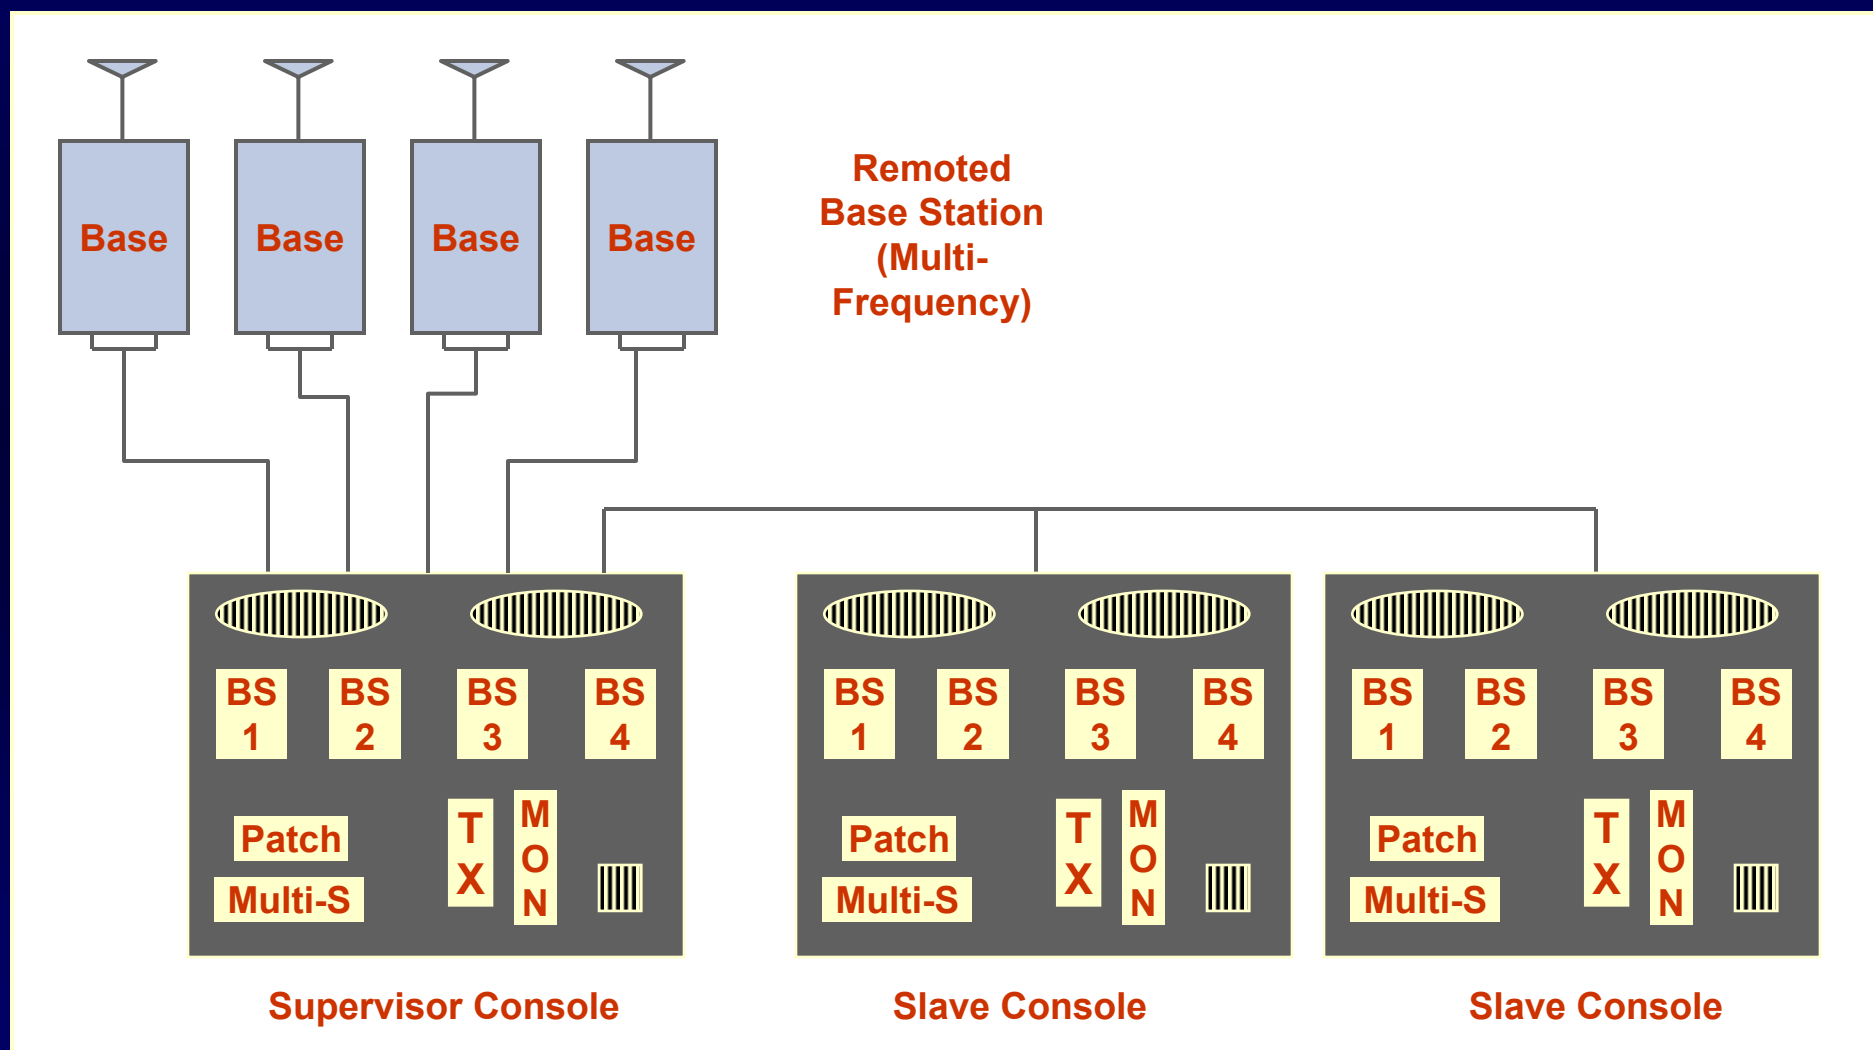 Base
Base
Base
Base
Remoted
Base Station
(Multi-
Frequency)
BS
1
BS
2
BS
3
BS
4
Patch
Multi-S
T
X
M
O
N
BS
1
BS
2
BS
3
BS
4
Patch
Multi-S
T
X
M
O
N
BS
1
BS
2
BS
3
BS
4
Patch
Multi-S
T
X
M
O
N
Supervisor Console
Slave Console
Slave Console